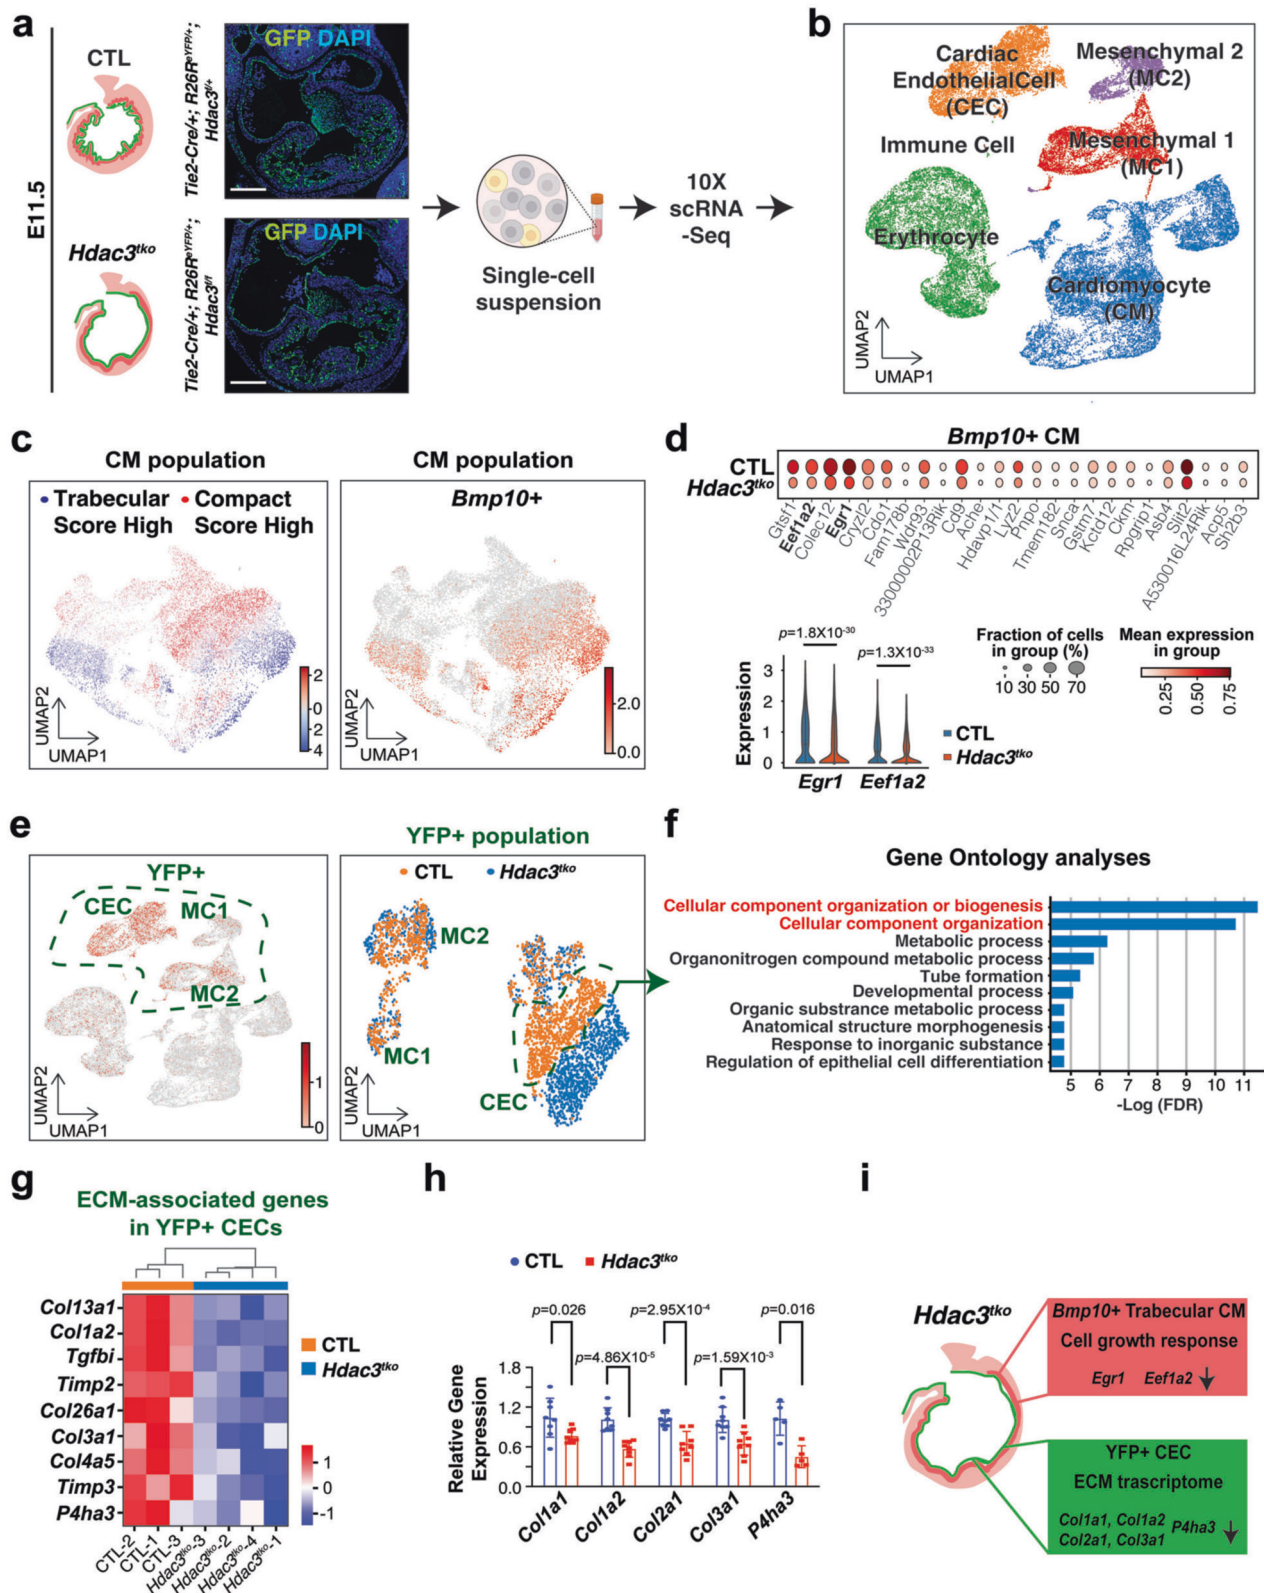 a
CTL
E11.5
Hdac3tko
Tie2-Cre/+; R26ReYFP/+;
Hdac3f/+
GFP DAPI
Tie2-Cre/+; R26ReYFP/+;
Hdac3f/f
GFP DAPI
Single-cell
suspension
10X
scRNA
-Seq
b
Cardiac
EndothelialCell
(CEC)
Mesenchymal 2
(MC2)
Immune Cell
Mesenchymal 1
(MC1)
Erythrocyte
Cardiomyocyte
(CM)
UMAP2
UMAP1
c
CM population
Trabecular
Score High
Compact
Score High
2
0
2
4
UMAP2
UMAP1
CM population
Bmp10+
2.0
0.0
UMAP2
UMAP1
d
Bmp10+ CM
CTL
Hdac3tko
Gtsf1
Eef1a2
Colec12
Egr1
Cryzl2
Cdo1
Fam178b
Wdr93
3300002P13Rik
Cd9
Ache
Hdavp1/1
Lyz2
Pnpo
Tmem182
Snca
Gstm7
Kctd12
Ckm
Rpgrip1
Asb4
Slit2
A530016L24Rik
Acp5
Sh2b3
p=1.8X10-30
p=1.3X10-33
Expression
3
2
1
0
Egr1 Eef1a2
Fraction of cells
in group (%)
10 30 50 70
Mean expression
in group
0.25
0.50
0.75
CTL
Hdac3tko
e
YFP+
CEC
MC1
MC2
1
0
UMAP2
UMAP1
YFP+ population
CTL Hdac3tko
MC2
MC1
CEC
UMAP2
UMAP1
f
Gene Ontology analyses
Cellular component organization or biogenesis
Cellular component organization
Metabolic process
Organonitrogen compound metabolic process
Tube formation
Developmental process
Organic substrance metabolic process
Anatomical structure morphogenesis
Response to inorganic substance
Regulation of epithelial cell differentiation
5 6 7 8 9 10 11
-Log (FDR)
g
ECM-associated genes
in YFP+ CECs
Col13a1
Col1a2
Tgfbi
Timp2
Col26a1
Col3a1
Col4a5
Timp3
P4ha3
CTL
Hdac3tko
1
0
-1
CTL-2
CTL-1
CTL-3
Hdac3tko-3
Hdac3tko-2
Hdac3tko-4
Hdac3tko-1
h
CTL Hdac3tko
p=0.026
p=2.95X10-4
p=0.016
p=4.86X10-5
p=1.59X10-3
Relative Gene
Expression
1.8
1.2
0.6
0.0
Col1a1
Col1a2
Col2a1
Col3a1
P4ha3
i
Hdac3tko
Bmp10+ Trabecular CM
Cell growth response
Egr1 Eef1a2
YFP+ CEC
ECM trascriptome
Col1a1, Col1a2
Col2a1, Col3a1
P4ha3